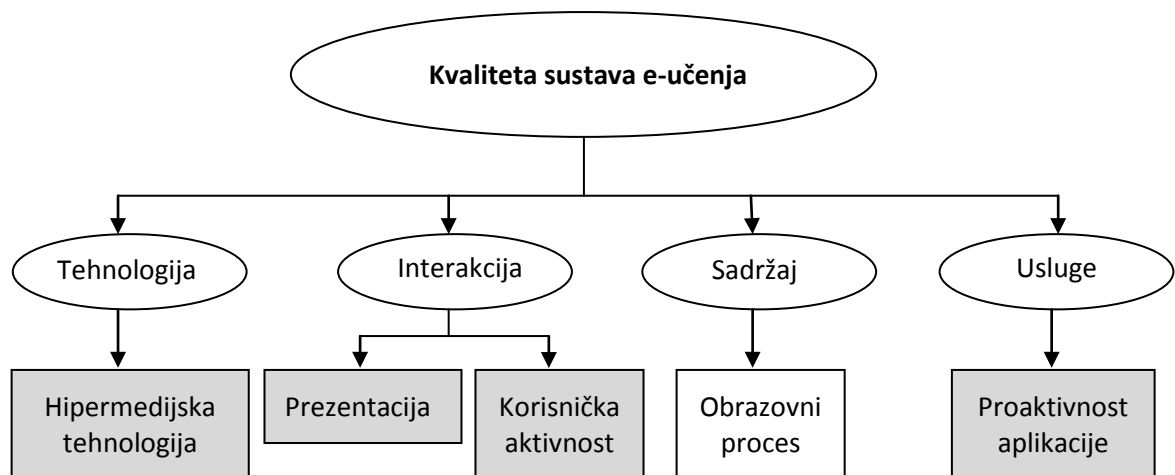 Kvaliteta sustava e-učenja
Tehnologija
Interakcija
Sadržaj
Usluge
Hipermedijska
tehnologija
Prezentacija
Korisnička
aktivnost
Obrazovni
proces
Proaktivnost
aplikacije